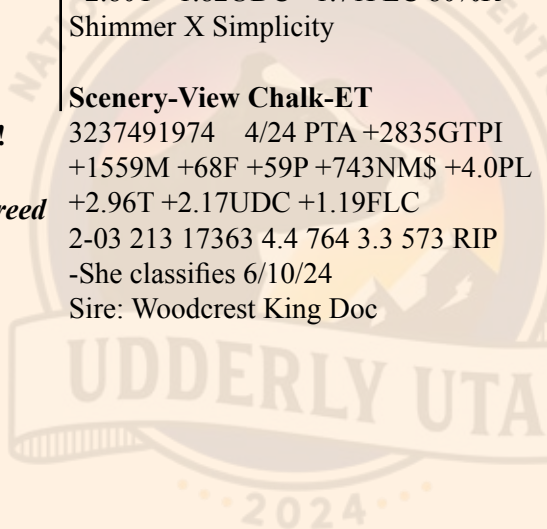 Shimmer X Simplicity
Scenery-View Chalk-ET
! 3237491974 4/24 PTA +2835GTPI
+1559M +68F +59P +743NM$ +4.0PL
reed +2.96T +2.17UDC +1.19FLC
2-03 213 17363 4.4 764 3.3 573 RIP
-She classifies 6/10/24
Sire: Woodcrest King Doc
UDDERLY UTA
2024